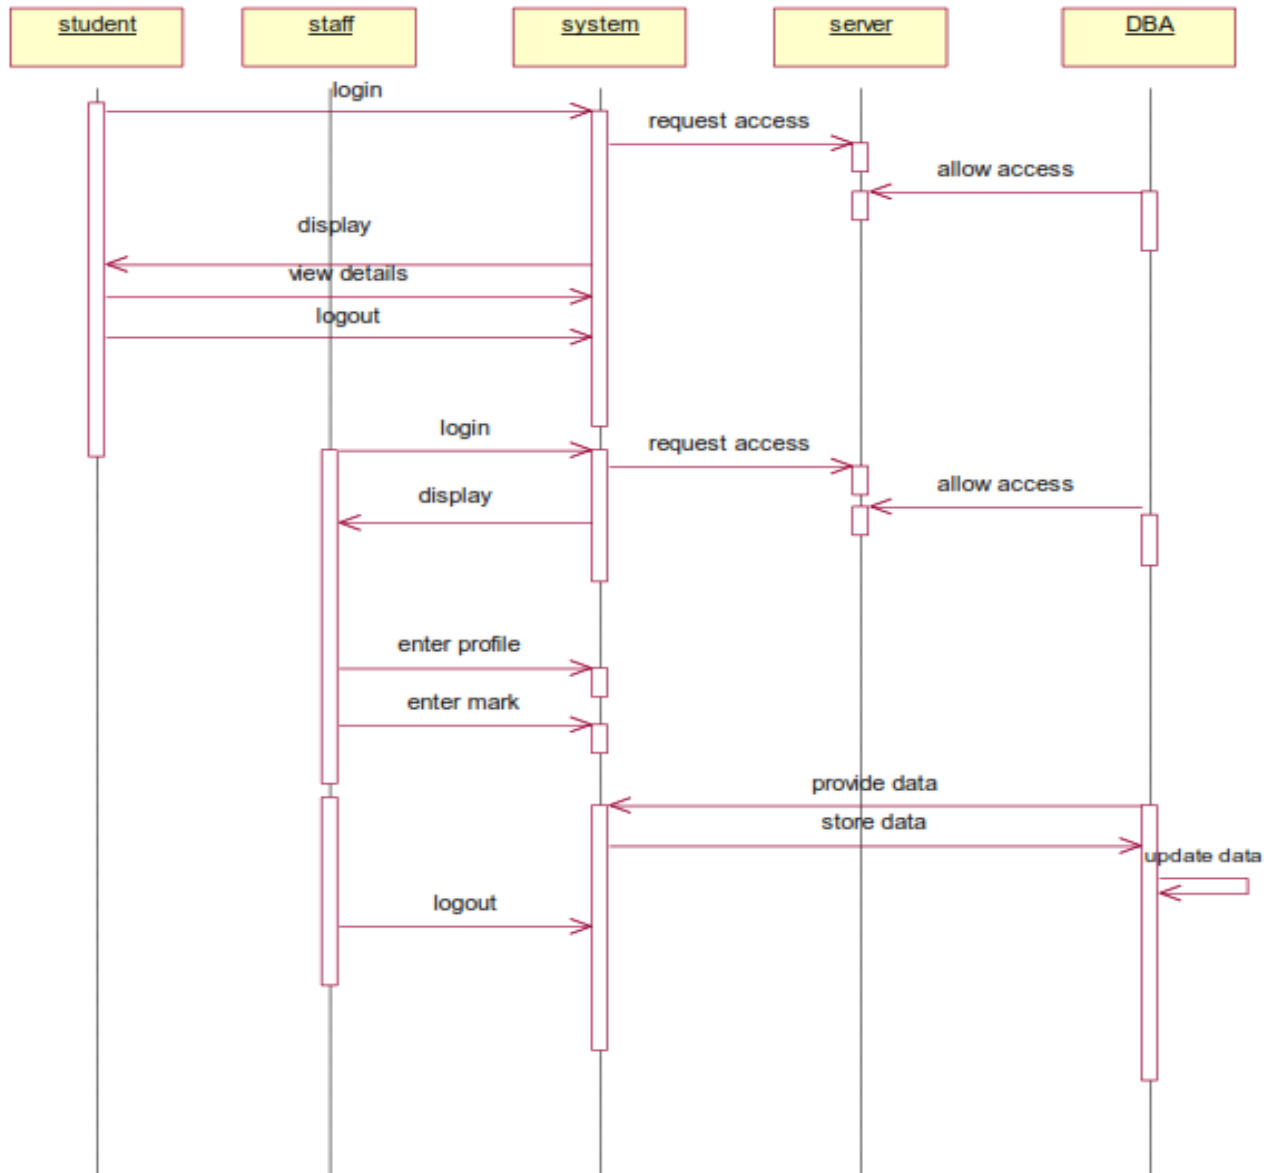 student
staff
system
server
DBA
login
request access
allow access
display
view details
logout
login
request access
allow access
display
enter profile
enter mark
provide data
store data
update data
logout